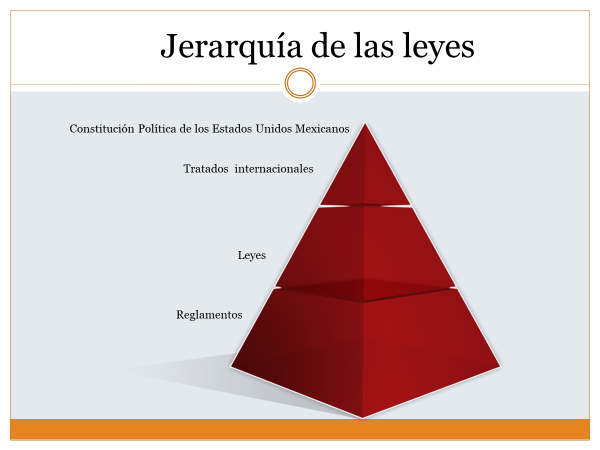 Jerarquía de las leyes
Constitución Política de los Estados Unidos Mexicanos
Tratados internacionales
Leyes
Reglamentos